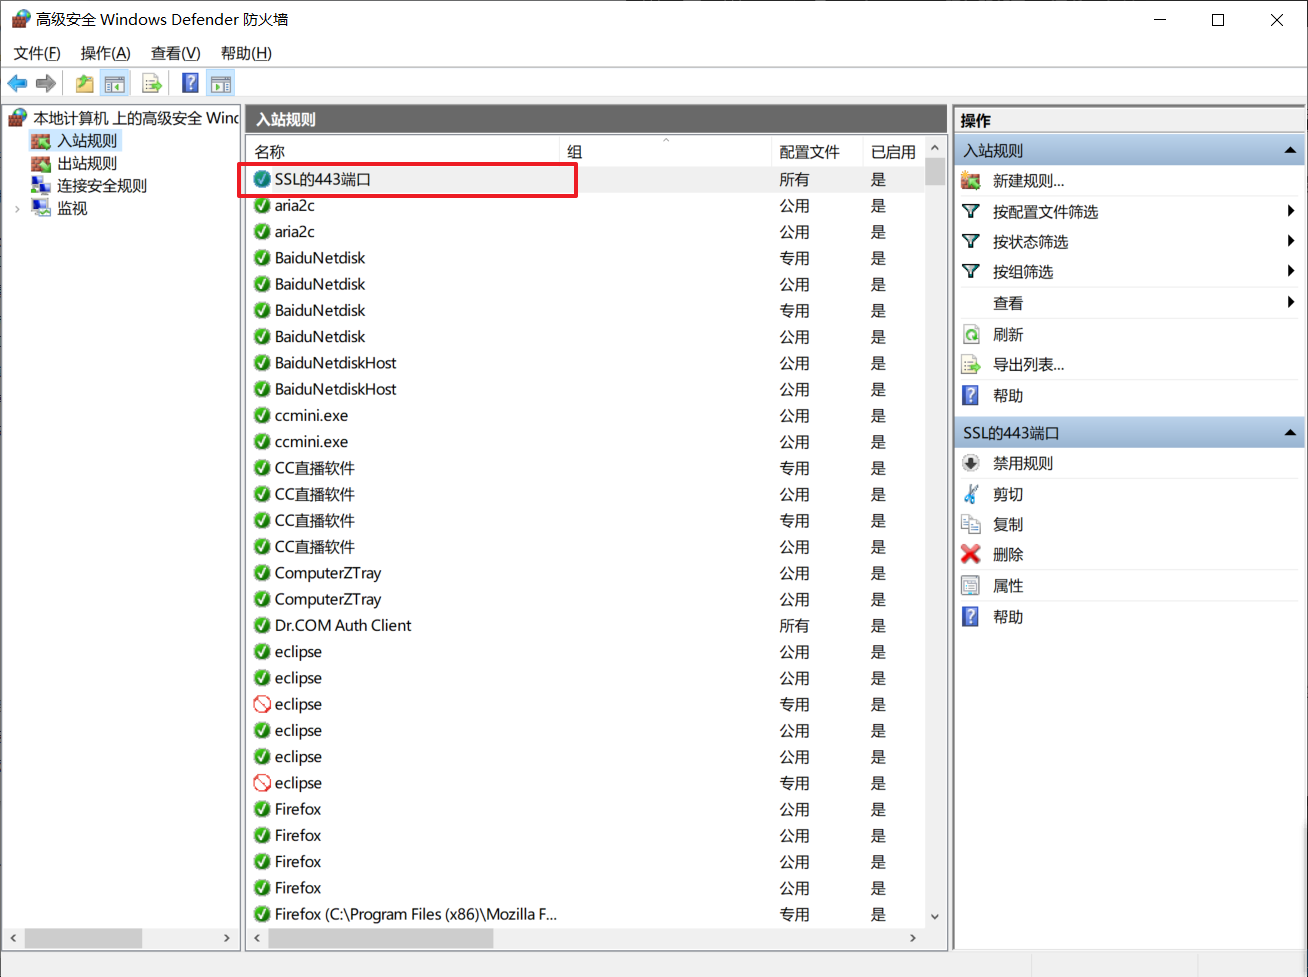 高级安全 Windows Defender 防火墙
文件(F) 操作(A) 查看(V) 帮助(H)
本地计算机 上的高级安全 Wind
入站规则
出站规则
连接安全规则
监视
入站规则
名称 组 配置文件 已启用
SSL的443端口 所有 是
aria2c 公用 是
aria2c 公用 是
BaiduNetdisk 专用 是
BaiduNetdisk 公用 是
BaiduNetdisk 专用 是
BaiduNetdisk 公用 是
BaiduNetdiskHost 公用 是
BaiduNetdiskHost 公用 是
ccmini.exe 公用 是
ccmini.exe 公用 是
CC直播软件 专用 是
CC直播软件 公用 是
CC直播软件 专用 是
CC直播软件 公用 是
ComputerZTray 公用 是
ComputerZTray 公用 是
Dr.COM Auth Client 所有 是
eclipse 公用 是
eclipse 公用 是
eclipse 专用 是
eclipse 公用 是
eclipse 公用 是
eclipse 专用 是
Firefox 公用 是
Firefox 公用 是
Firefox 公用 是
Firefox 公用 是
Firefox (C:\Program Files (x86)\Mozilla F... 专用 是
操作
入站规则
新建规则...
按配置文件筛选
按状态筛选
按组筛选
查看
刷新
导出列表...
帮助
SSL的443端口
禁用规则
剪切
复制
删除
属性
帮助